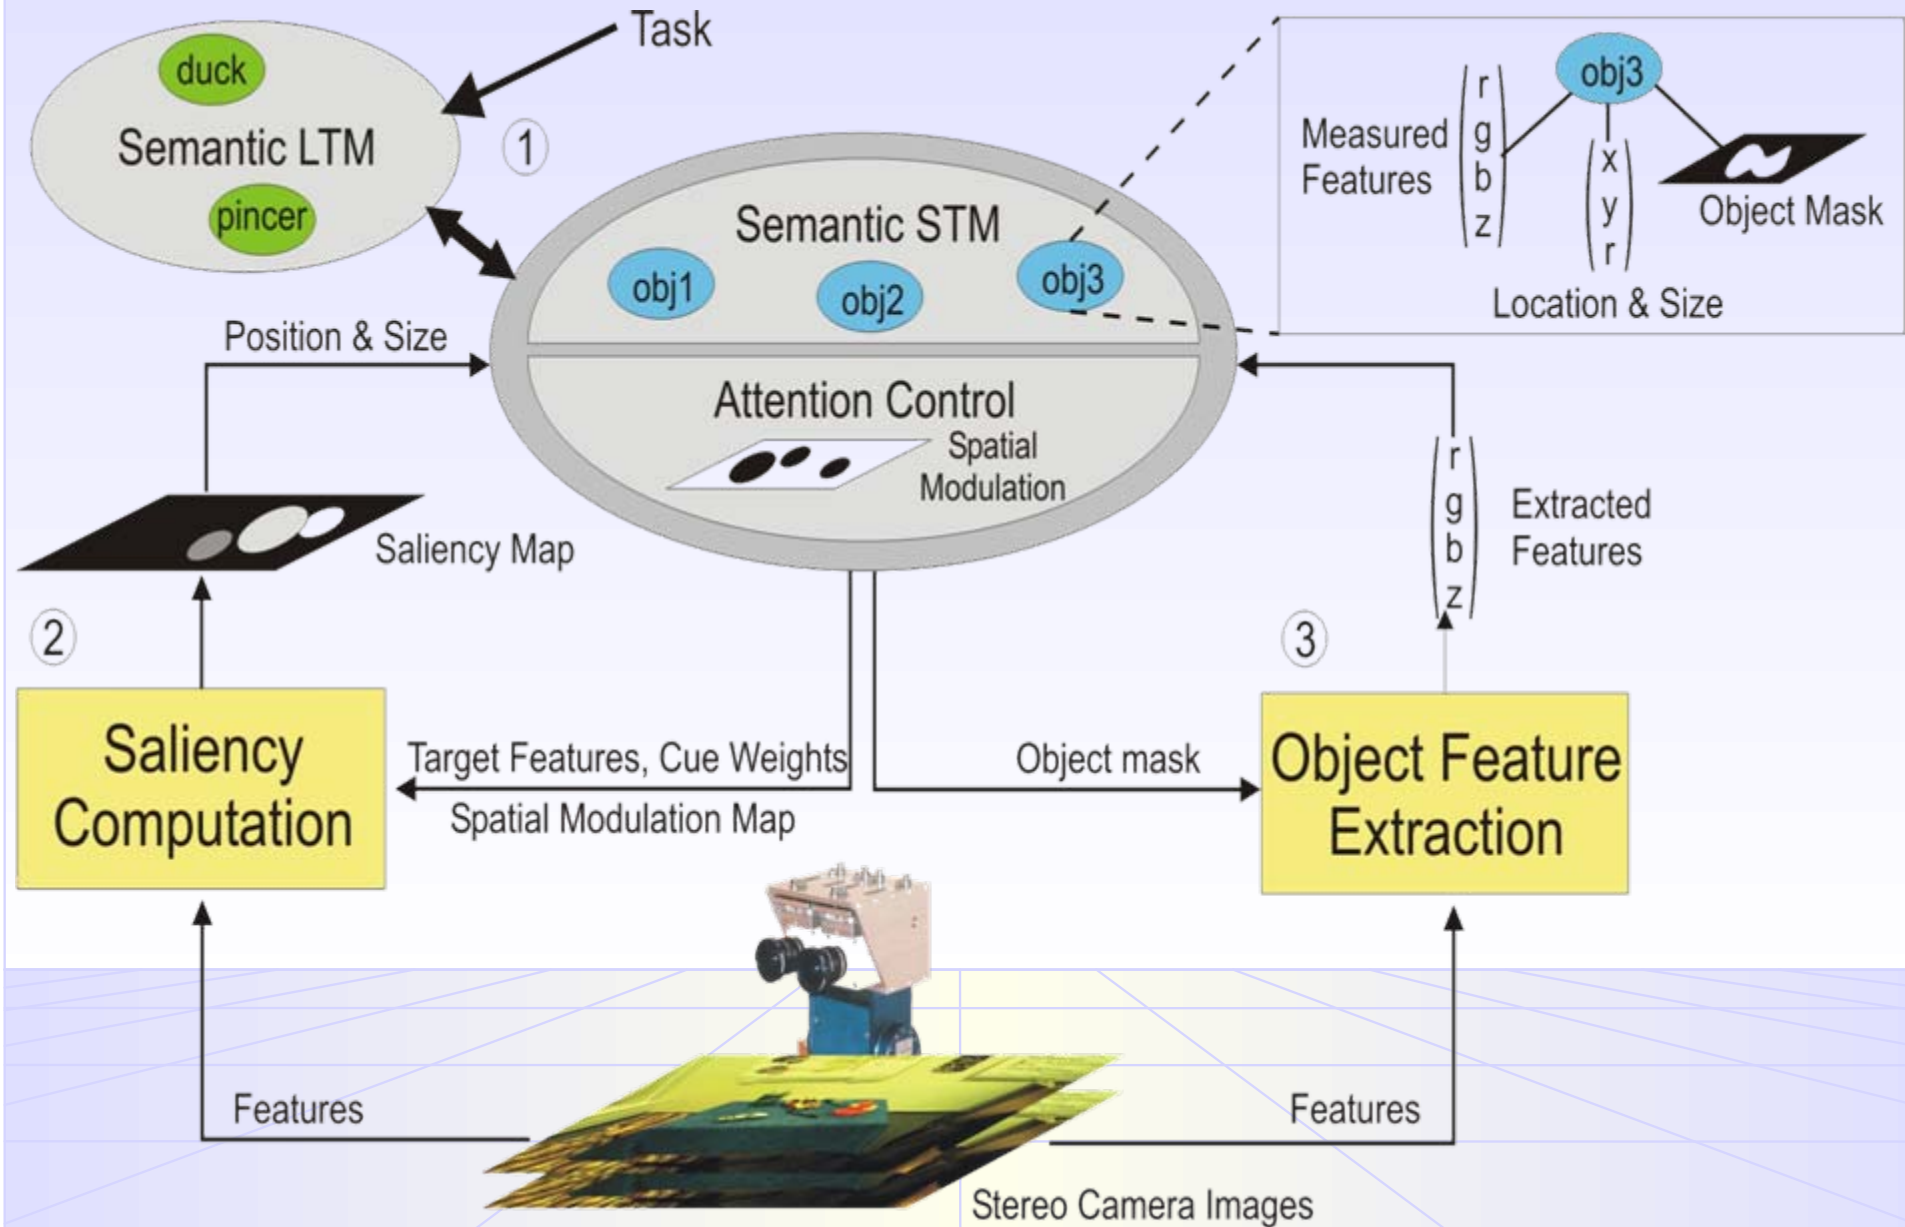 Task
duck
Semantic LTM
pincer
1
Semantic STM
obj1
obj2
obj3
obj3
Measured
Features
r
g
b
z
x
y
r
Object Mask
Location & Size
Position & Size
Attention Control
Spatial
Modulation
Saliency Map
r
g
b
z
Extracted
Features
2
3
Saliency
Computation
Target Features, Cue Weights
Spatial Modulation Map
Object mask
Object Feature
Extraction
Features
Features
Stereo Camera Images